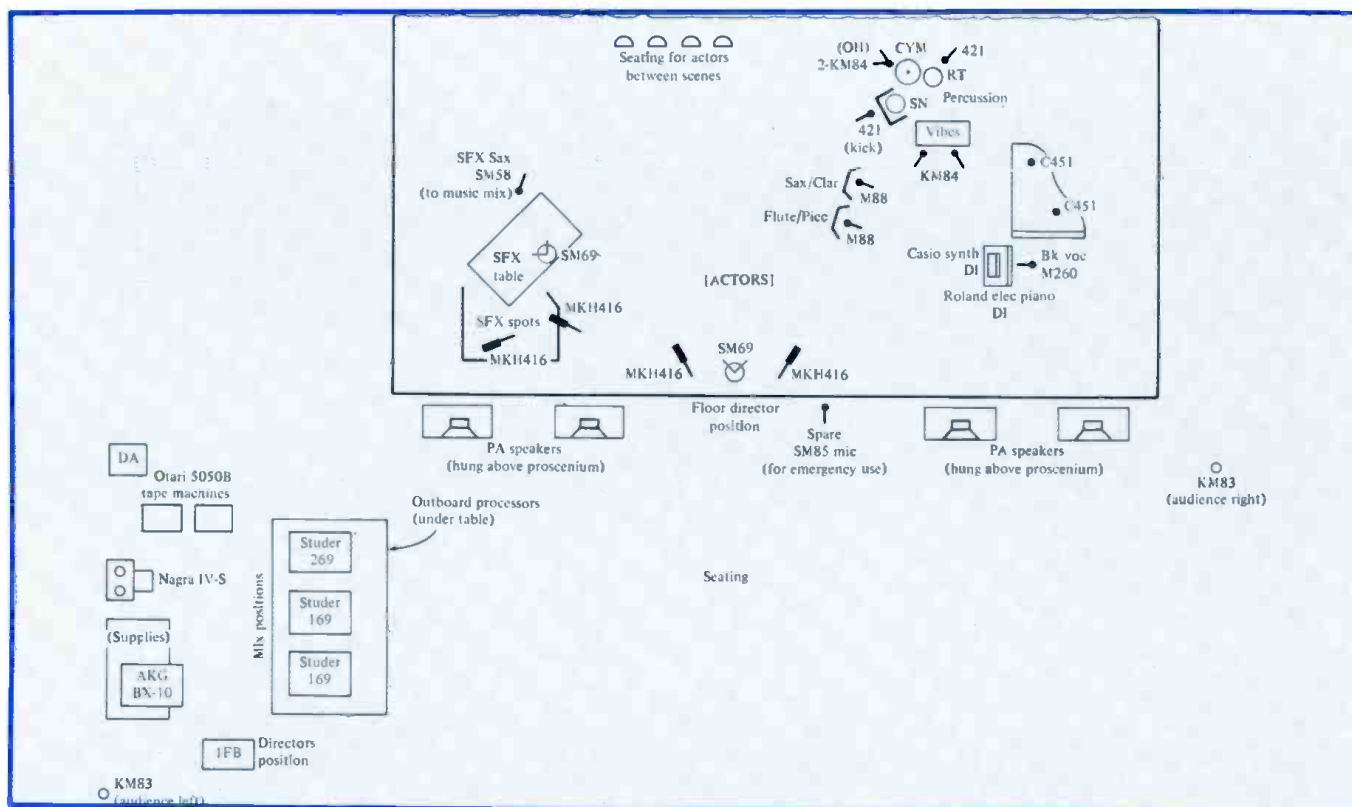 Seating for actors
between scenes
(OH)
2-KM84
CYM
421
RT
SN
Percussion
421
(kick)
Vibes
KM84
C451
C451
SFX Sax
SM58
(to music mix)
Sax/Clar
M88
Flute/Picc
M88
SFX
table
SM69
[ACTORS]
Casio synth
DI
Bk voc
M260
Roland elec piano
DI
SFX spots
MKH416
MKH416
MKH416
SM69
MKH416
Floor director
position
Spare
SM85 mic
(for emergency use)
PA speakers
(hung above proscenium)
PA speakers
(hung above proscenium)
KM83
(audience right)
DA
Otari 5050B
tape machines
Outboard processors
(under table)
Studer
269
Nagra IV-S
Seating
Mix positions
Studer
169
(Supplies)
Studer
169
AKG
BX-10
IFB
Directors
position
KM83
(audience left)